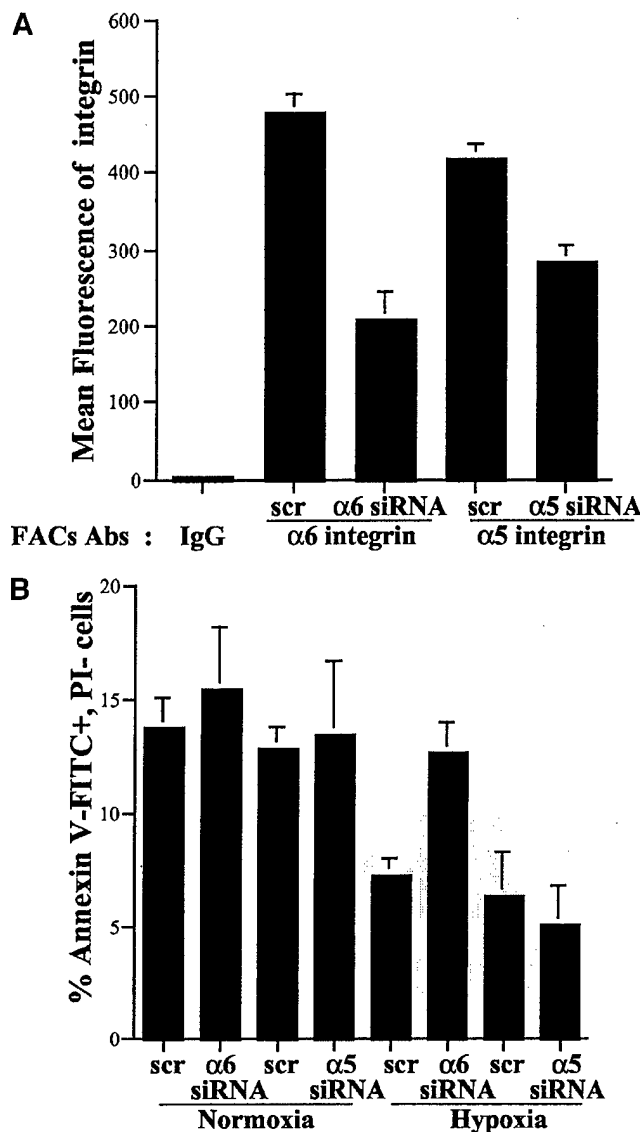 A
600
500
400
300
200
100
0
Mean Fluorescence of integrin
scr α6 siRNA scr α5 siRNA
FACs Abs : IgG α6 integrin α5 integrin
B
20
15
10
5
0
% Annexin V-FITC+, PI- cells
scr α6 scr α5 scr α6 scr α5
siRNA siRNA siRNA siRNA
Normoxia Hypoxia